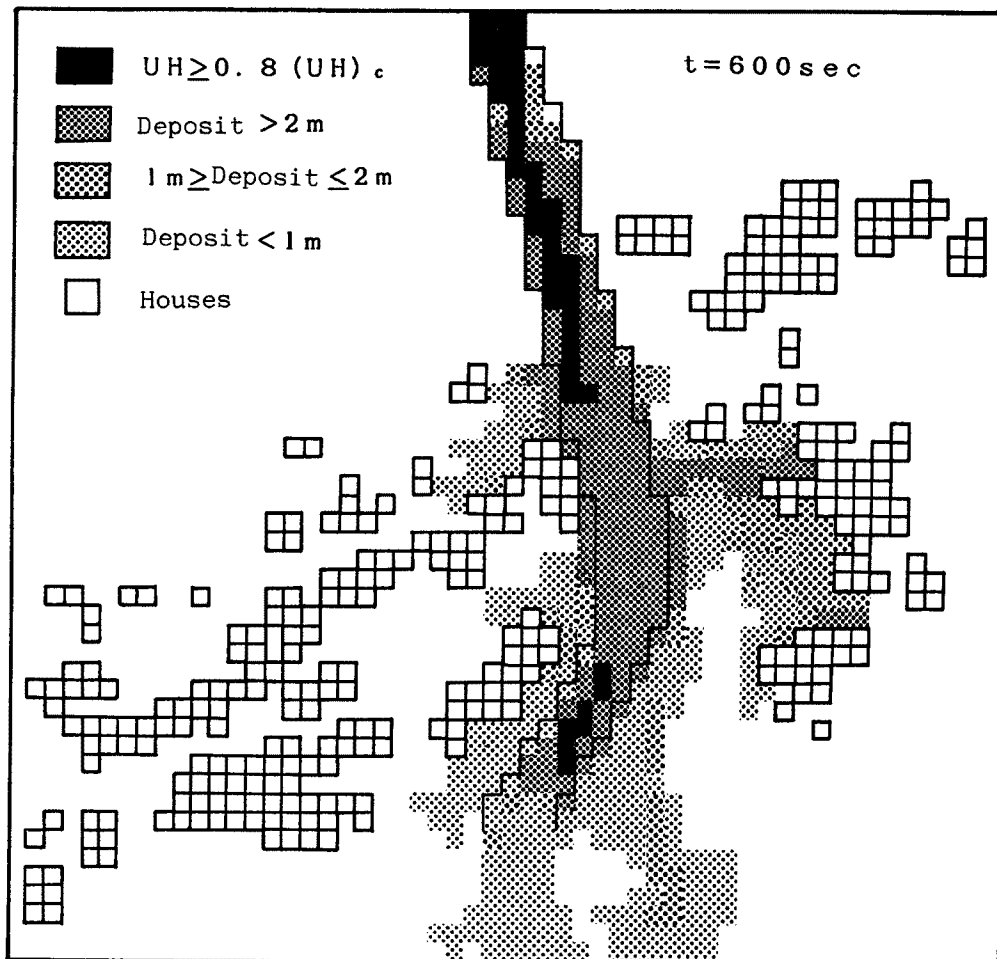 UH≥0.8 (UH)c
t=600sec
Deposit >2m
1m≥Deposit ≤2m
Deposit <1m
Houses